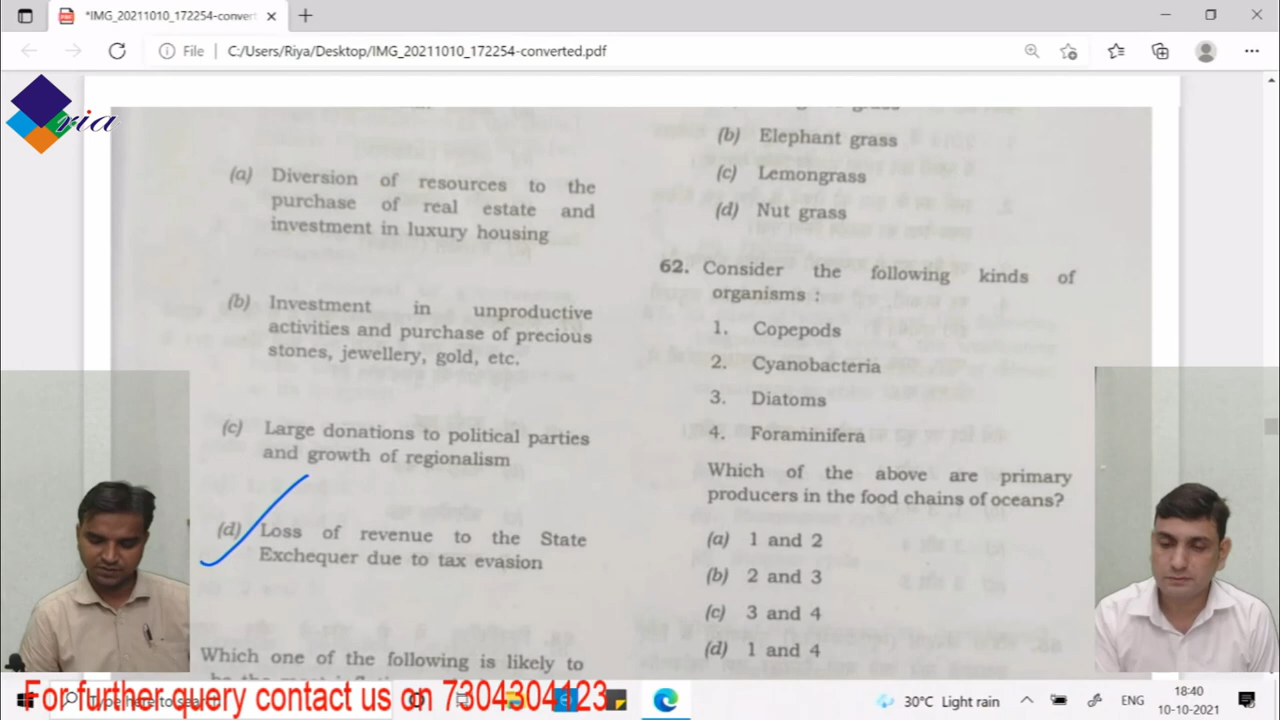 *IMG_20211010_172254-convert
File
C:/Users/Riya/Desktop/IMG_20211010_172254-converted.pdf
ria
(a) Diversion of resources to the
purchase of real estate and
investment in luxury housing
(b) Investment in unproductive
activities and purchase of precious
stones, jewellery, gold, etc.
(c) Large donations to political parties
and growth of regionalism
(d) Loss of revenue to the State
Exchequer due to tax evasion
Which one of the following is likely to
(b) Elephant grass
(c) Lemongrass
(d) Nut grass
62. Consider the following kinds of
organisms :
1. Copepods
2. Cyanobacteria
3. Diatoms
4. Foraminifera
Which of the above are primary
producers in the food chains of oceans?
(a) 1 and 2
(b) 2 and 3
(c) 3 and 4
(d) 1 and 4
For further query contact us on 7304304123
30°C Light rain
ENG
18:40
10-10-2021